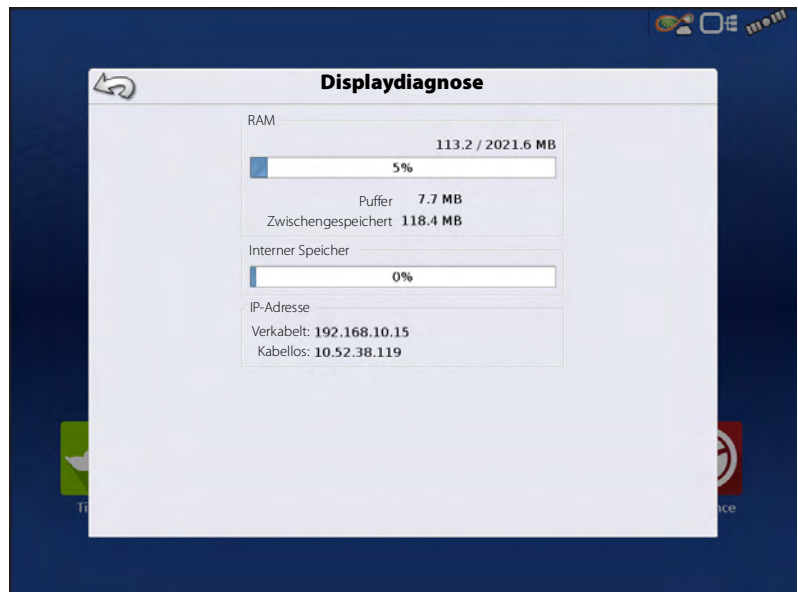 Displaydiagnose
RAM
113.2 / 2021.6 MB
5%
Puffer 7.7 MB
Zwischengespeichert 118.4 MB
Interner Speicher
0%
IP-Adresse
Verkabelt: 192.168.10.15
Kabellos: 10.52.38.119